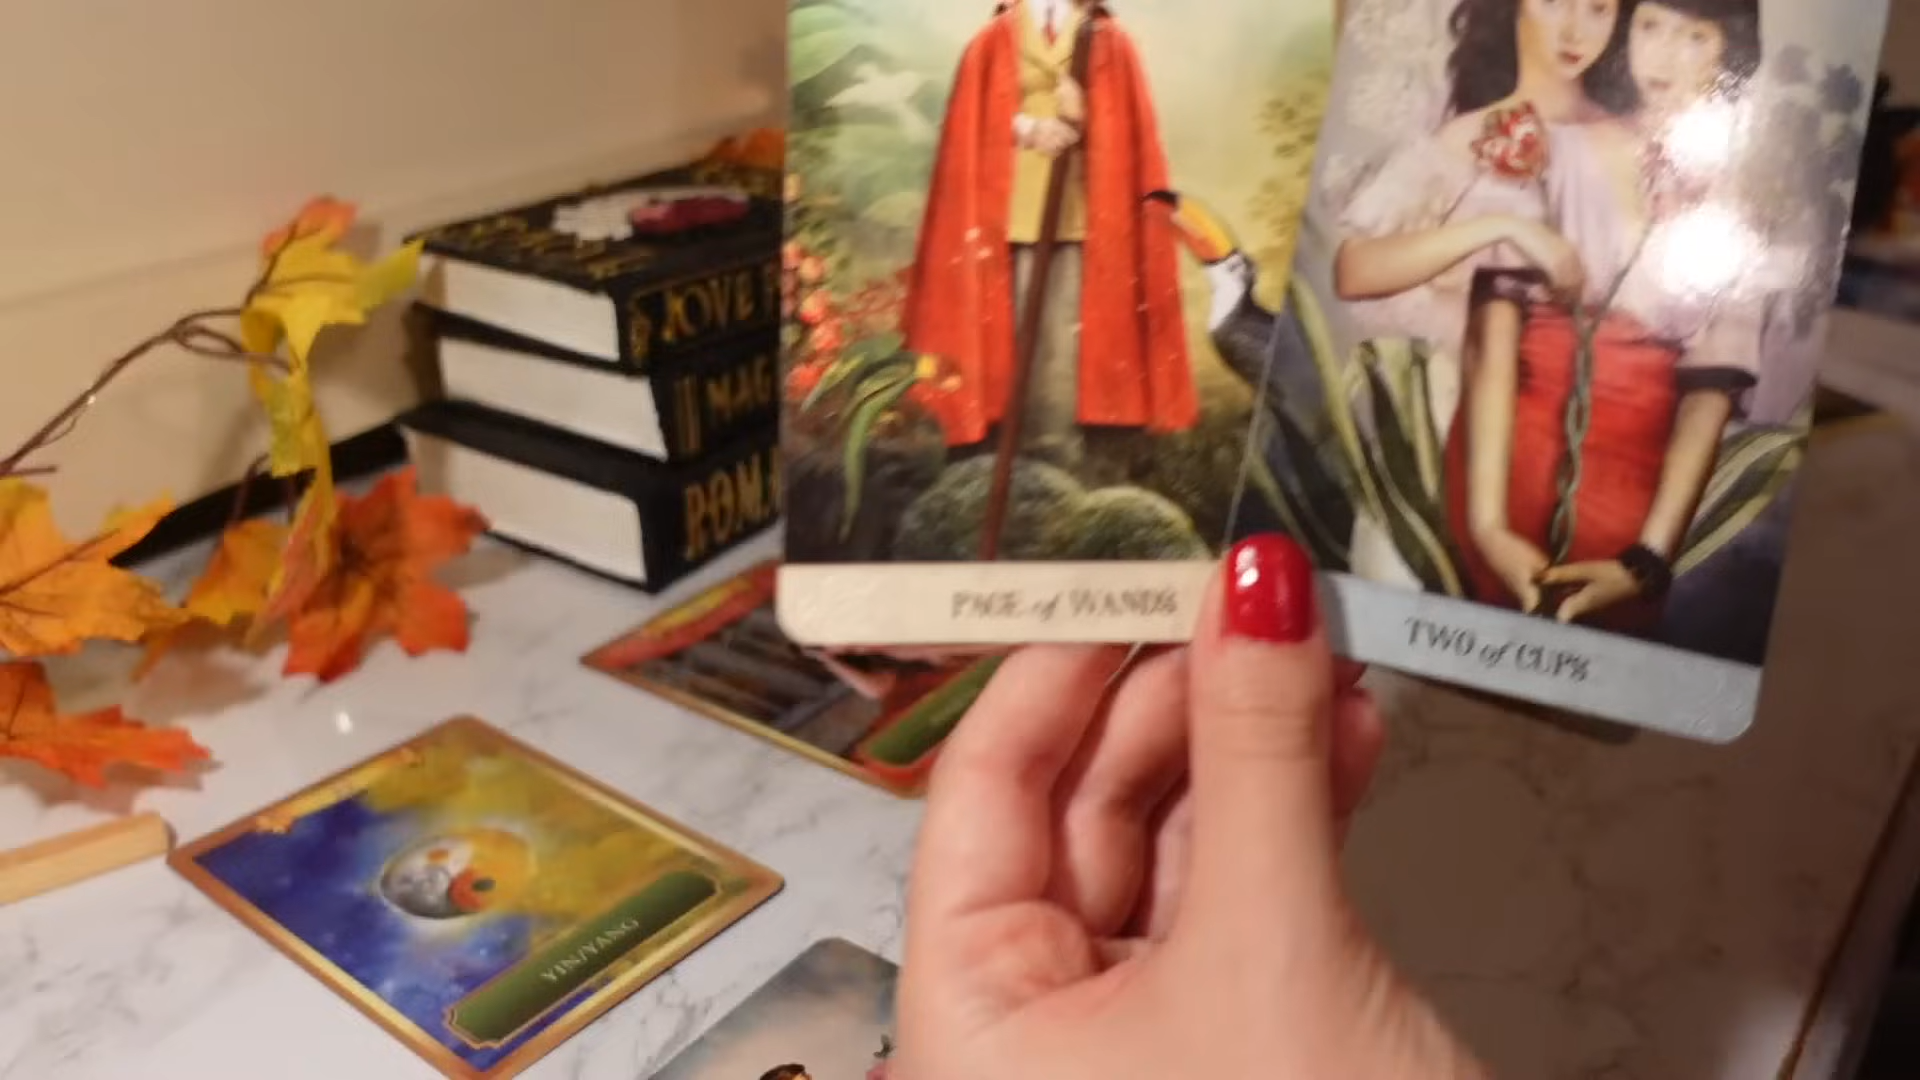 LOVE
MAG
ROMA
PAGE of WANDS
TWO of CUPS
YIN/YANG